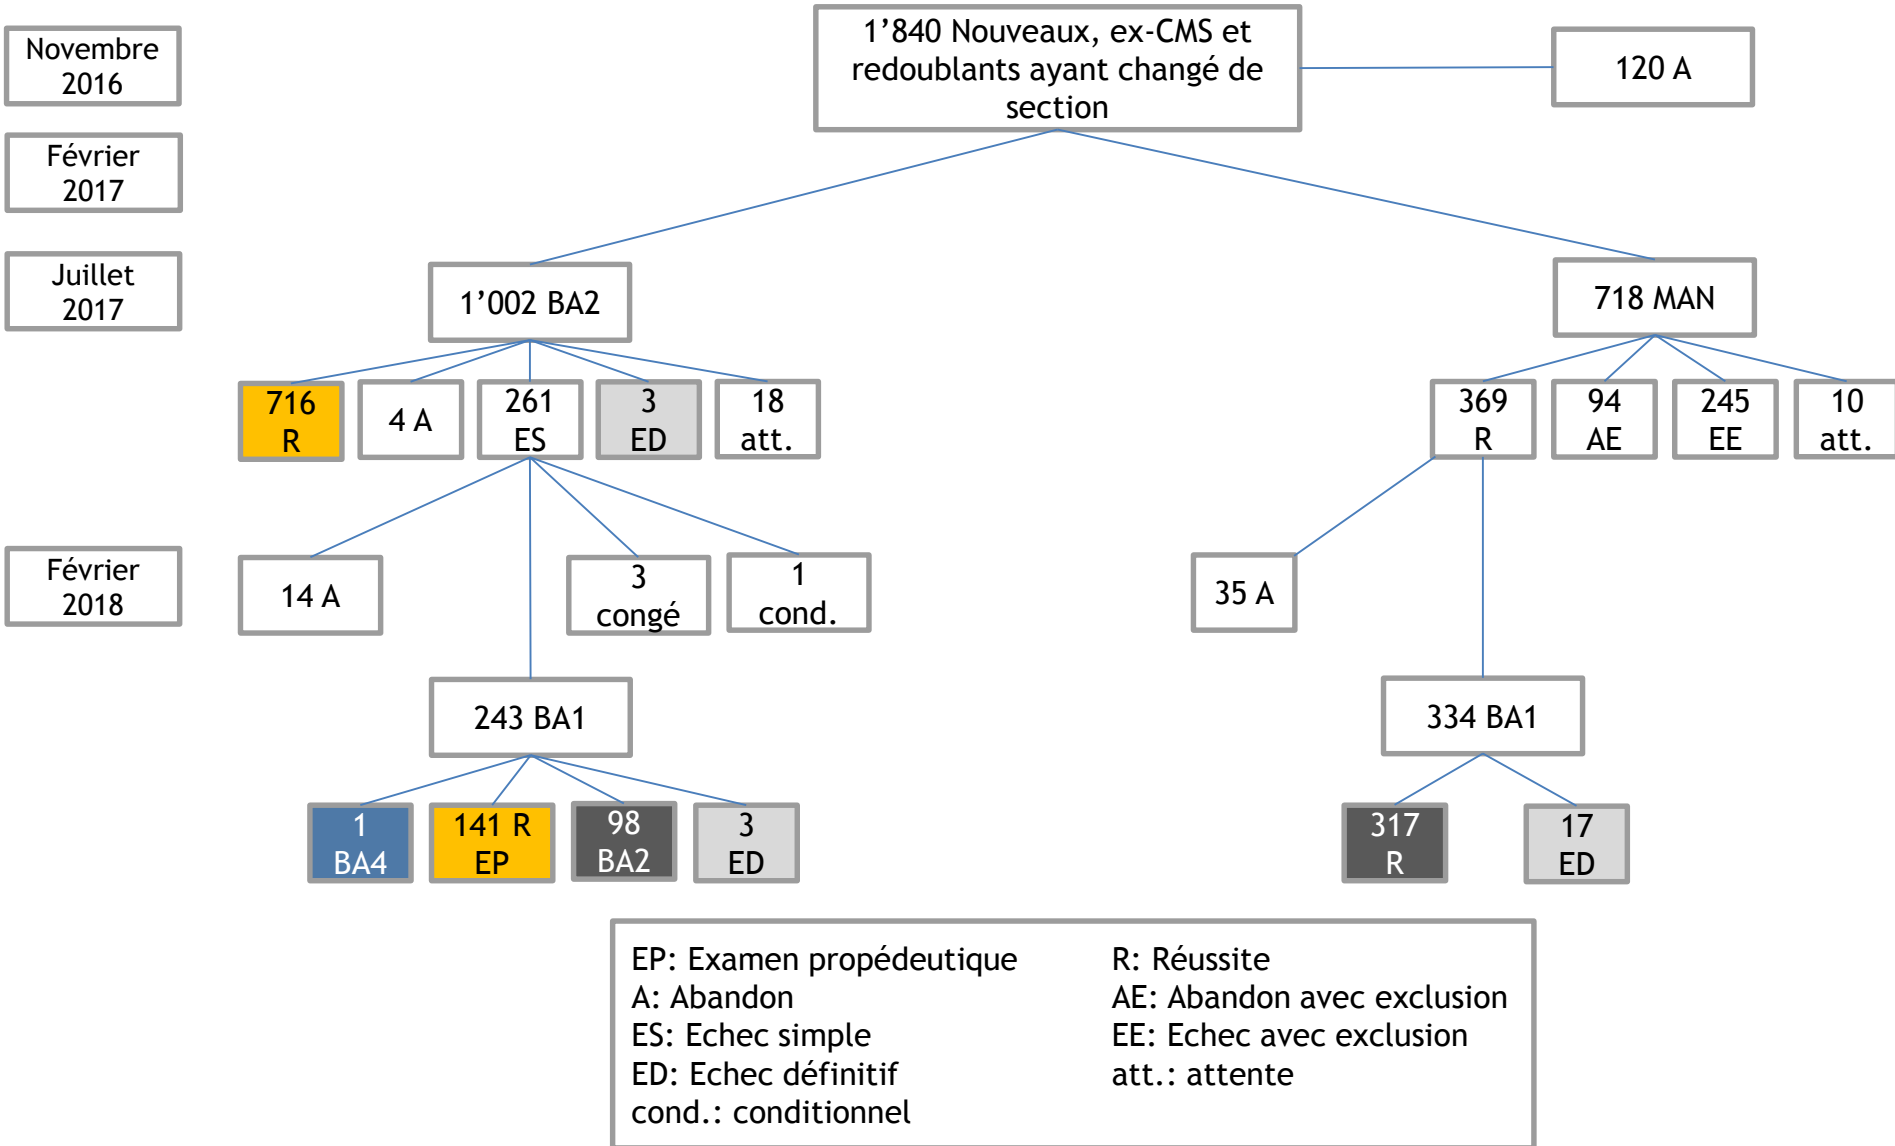 Novembre
2016
1’840 Nouveaux, ex-CMS et
redoublants ayant changé de
section
120 A
Février
2017
Juillet
2017
1’002 BA2
718 MAN
716
R
4 A
261
ES
3
ED
18
att.
369
R
94
AE
245
EE
10
att.
Février
2018
14 A
3
congé
1
cond.
35 A
243 BA1
334 BA1
1
BA4
141 R
EP
98
BA2
3
ED
317
R
17
ED
EP: Examen propédeutique
A: Abandon
ES: Echec simple
ED: Echec définitif
cond.: conditionnel
R: Réussite
AE: Abandon avec exclusion
EE: Echec avec exclusion
att.: attente